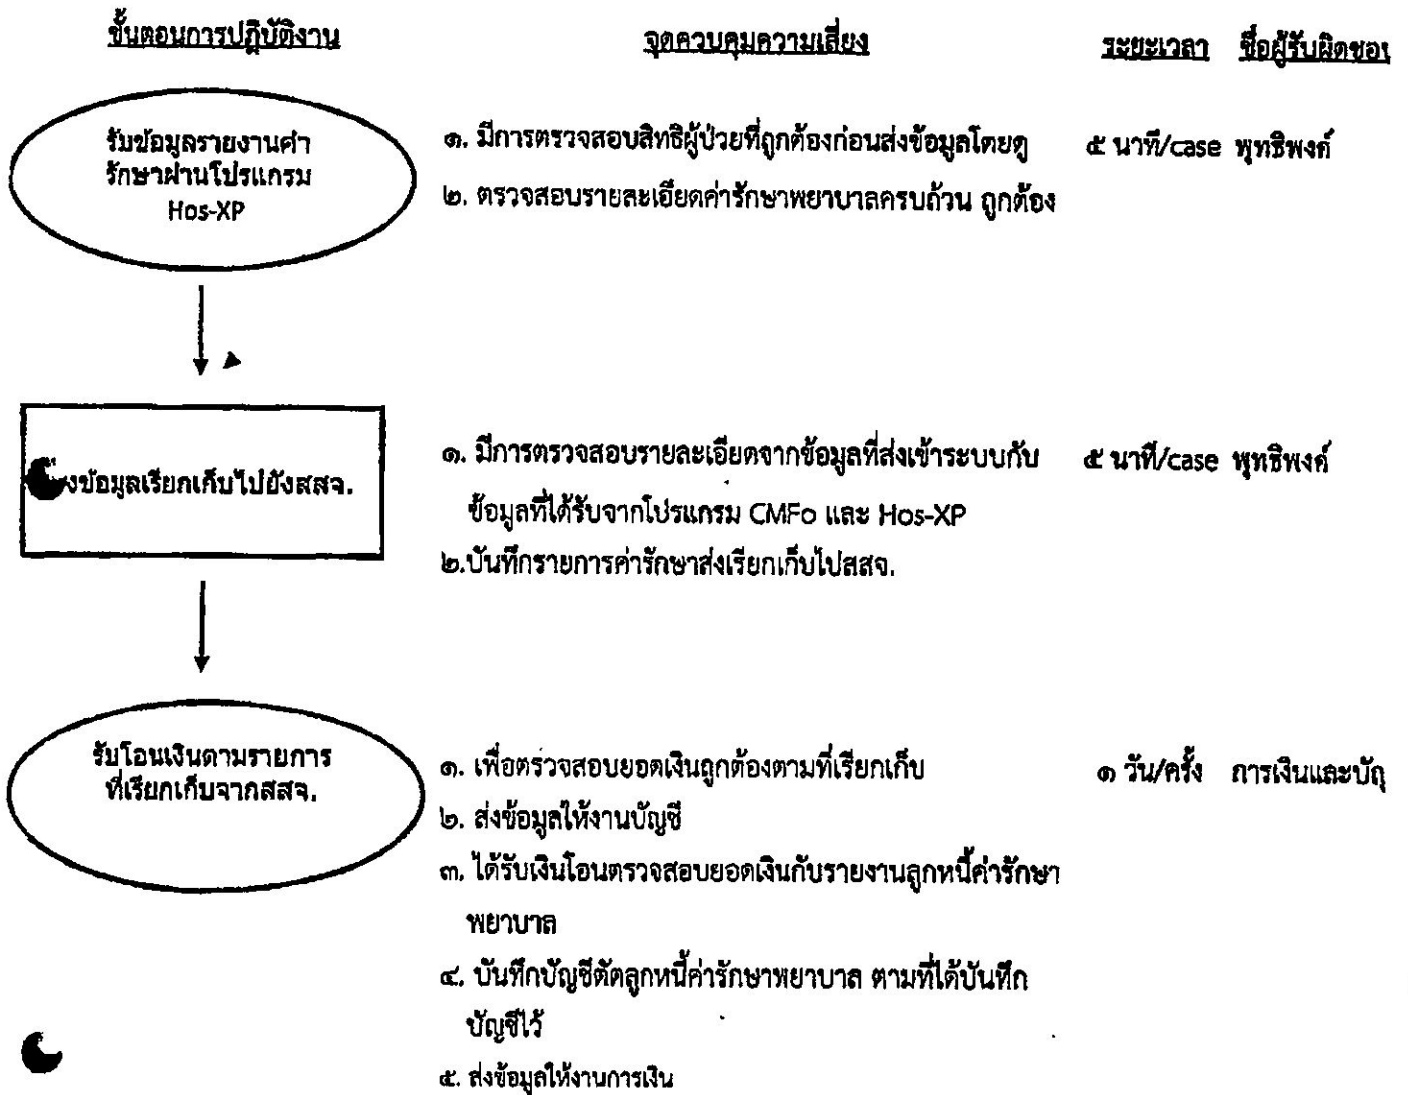 ขั้นตอนการปฏิบัติงาน จุดควบคุมความเสี่ยง ระยะเวลา ชื่อผู้รับผิดชอบ
รับข้อมูลรายงานค่า
รักษาผ่านโปรแกรม
Hos-XP
๑. มีการตรวจสอบสิทธิผู้ป่วยที่ถูกต้องก่อนส่งข้อมูลโดยดู ๕ นาที/case พุทธิพงค์
๒. ตรวจสอบรายละเอียดค่ารักษาพยาบาลครบถ้วน ถูกต้อง
งข้อมูลเรียกเก็บไปยังสสจ.
๑. มีการตรวจสอบรายละเอียดจากข้อมูลที่ส่งเข้าระบบกับ ๕ นาที/case พุทธิพงค์
ข้อมูลที่ได้รับจากโปรแกรม CMFo และ Hos-XP
๒.บันทึกรายการค่ารักษาส่งเรียกเก็บไปสสจ.
รับโอนเงินตามรายการ
ที่เรียกเก็บจากสสจ.
๑. เพื่อตรวจสอบยอดเงินถูกต้องตามที่เรียกเก็บ ๑ วัน/ครั้ง การเงินและบัญ
๒. ส่งข้อมูลให้งานบัญชี
๓. ได้รับเงินโอนตรวจสอบยอดเงินกับรายงานลูกหนี้ค่ารักษา
พยาบาล
๔. บันทึกบัญชีตัดลูกหนี้ค่ารักษาพยาบาล ตามที่ได้บันทึก
บัญชีไว้
๕. ส่งข้อมูลให้งานการเงิน